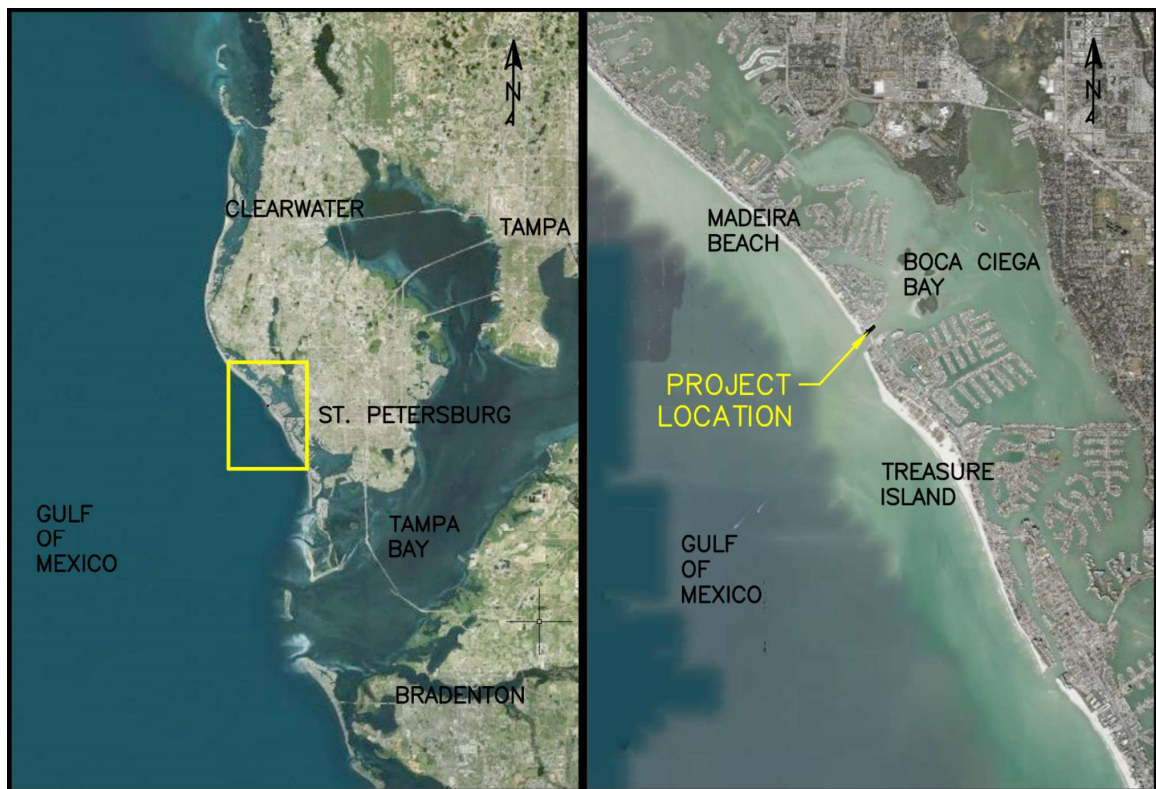 N
CLEARWATER
TAMPA
ST. PETERSBURG
GULF
OF
MEXICO
TAMPA
BAY
BRADENTON
N
MADEIRA
BEACH
BOCA CIEGA
BAY
PROJECT
LOCATION
TREASURE
ISLAND
GULF
OF
MEXICO